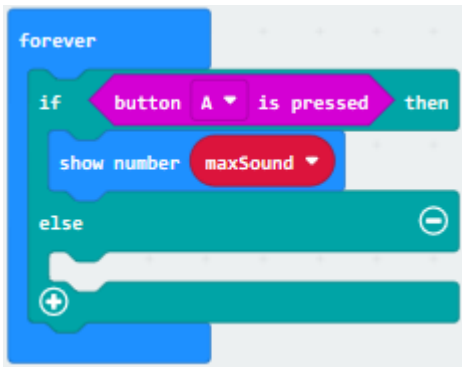 forever
if button A is pressed then
show number maxSound
else